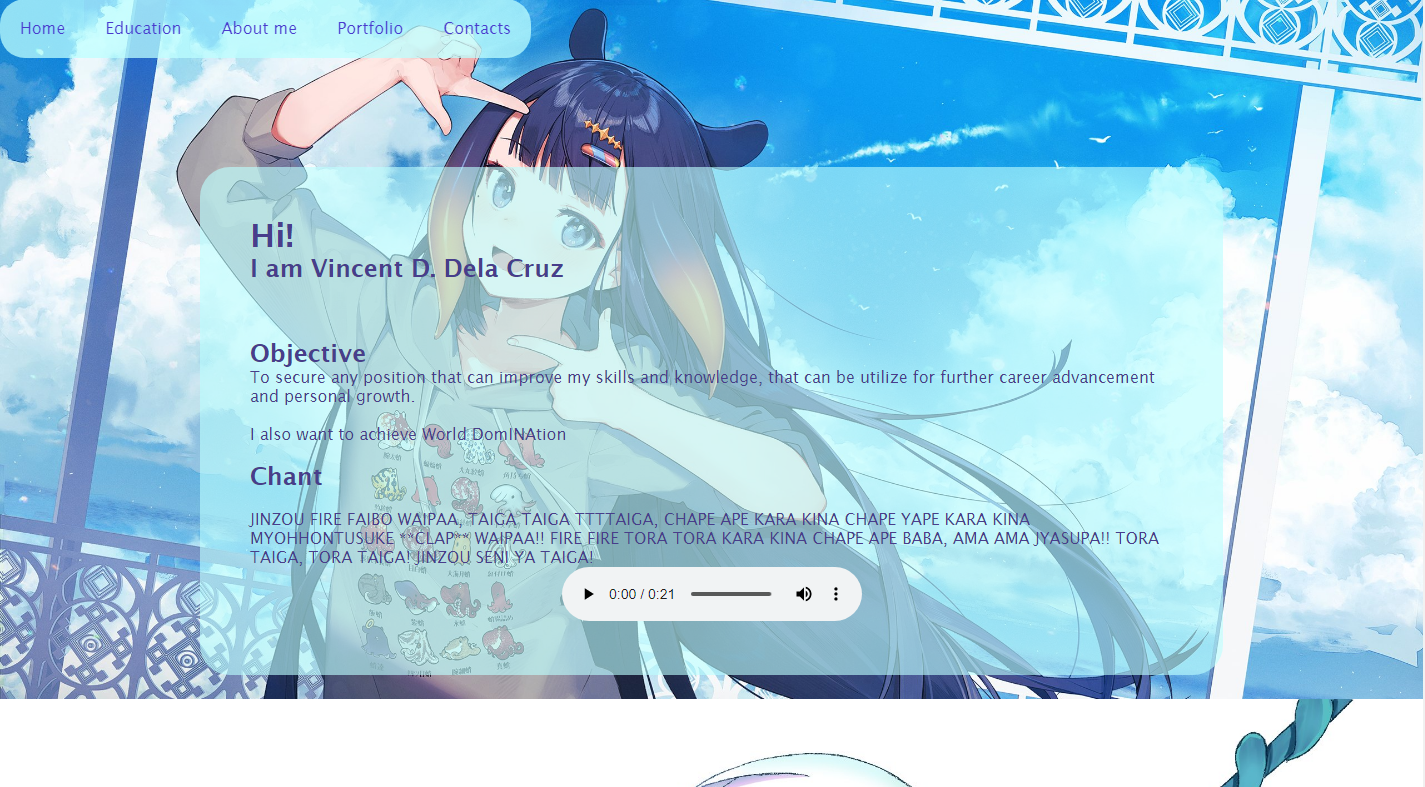 Home Education About me Portfolio Contacts
Hi!
I am Vincent D. Dela Cruz
Objective
To secure any position that can improve my skills and knowledge, that can be utilize for further career advancement
and personal growth.
I also want to achieve World DomINAtion
Chant
JINZOU FIRE FAIBO WAIPAA, TAIGA TAIGA TTTTAIGA, CHAPE APE KARA KINA CHAPE YAPE KARA KINA
MYOHHONTUSUKE **CLAP** WAIPAA!! FIRE FIRE TORA TORA KARA KINA CHAPE APE BABA, AMA AMA JYASUPA!! TORA
TAIGA, TORA TAIGA! JINZOU SENI YA TAIGA!
0:00 / 0:21